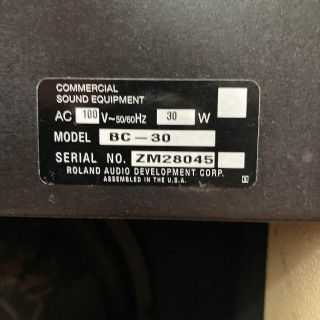 COMMERCIAL
SOUND EQUIPMENT
AC 100 V~50/60Hz 30 W
MODEL BC-30
SERIAL NO. ZM28045
ROLAND AUDIO DEVELOPMENT CORP.
ASSEMBLED IN THE U.S.A.